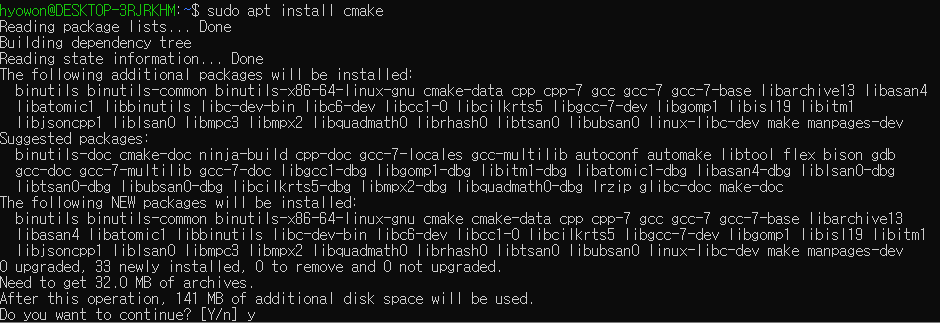 hyowon@DESKTOP-3RJRKHM:~$ sudo apt install cmake
Reading package lists... Done
Building dependency tree
Reading state information... Done
The following additional packages will be installed:
  binutils binutils-common binutils-x86-64-linux-gnu cmake-data cpp cpp-7 gcc gcc-7 gcc-7-base libarchive13 libasan4
  libatomic1 libbinutils libc-dev-bin libc6-dev libcc1-0 libcilkrts5 libgcc-7-dev libgomp1 libisl19 libitm1
  libjsoncpp1 liblsan0 libmpc3 libmpx2 libquadmath0 librhash0 libtsan0 libubsan0 linux-libc-dev make manpages-dev
Suggested packages:
  binutils-doc cmake-doc ninja-build cpp-doc gcc-7-locales gcc-multilib autoconf automake libtool flex bison gdb
  gcc-doc gcc-7-multilib gcc-7-doc libgcc1-dbg libgomp1-dbg libitm1-dbg libatomic1-dbg libasan4-dbg liblsan0-dbg
  libtsan0-dbg libubsan0-dbg libcilkrts5-dbg libmpx2-dbg libquadmath0-dbg lrzip glibc-doc make-doc
The following NEW packages will be installed:
  binutils binutils-common binutils-x86-64-linux-gnu cmake cmake-data cpp cpp-7 gcc gcc-7 gcc-7-base libarchive13
  libasan4 libatomic1 libbinutils libc-dev-bin libc6-dev libcc1-0 libcilkrts5 libgcc-7-dev libgomp1 libisl19 libitm1
  libjsoncpp1 liblsan0 libmpc3 libmpx2 libquadmath0 librhash0 libtsan0 libubsan0 linux-libc-dev make manpages-dev
0 upgraded, 33 newly installed, 0 to remove and 0 not upgraded.
Need to get 32.0 MB of archives.
After this operation, 141 MB of additional disk space will be used.
Do you want to continue? [Y/n] y